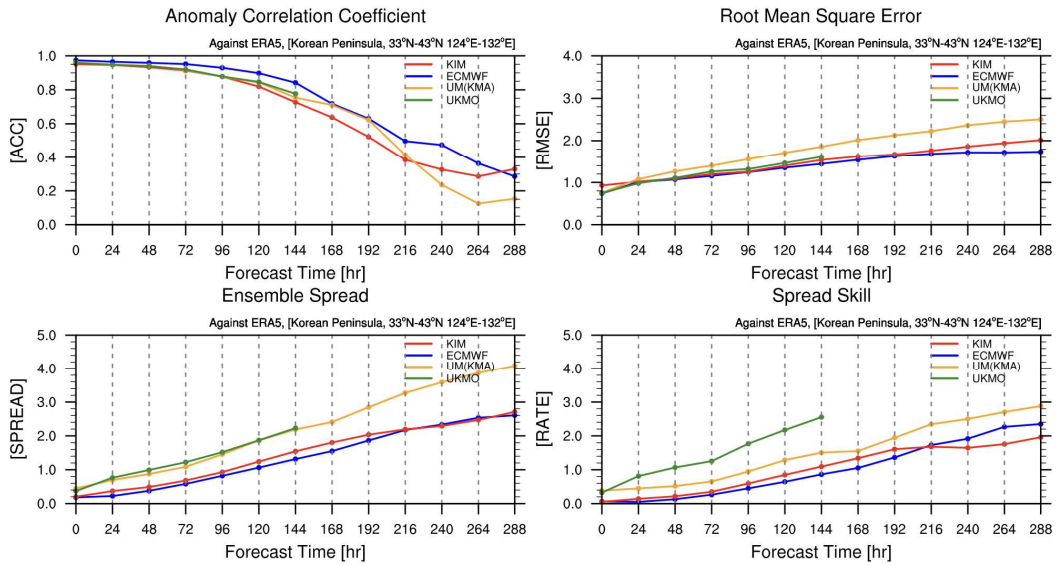 Anomaly Correlation Coefficient
Against ERA5, [Korean Peninsula, 33°N-43°N 124°E-132°E]
1.0
0.8
0.6
0.4
0.2
0.0
[ACC]
KIM
ECMWF
UM(KMA)
UKMO
0 24 48 72 96 120 144 168 192 216 240 264 288
Forecast Time [hr]
Root Mean Square Error
Against ERA5, [Korean Peninsula, 33°N-43°N 124°E-132°E]
4.0
3.0
2.0
1.0
0.0
[RMSE]
KIM
ECMWF
UM(KMA)
UKMO
0 24 48 72 96 120 144 168 192 216 240 264 288
Forecast Time [hr]
Ensemble Spread
Against ERA5, [Korean Peninsula, 33°N-43°N 124°E-132°E]
5.0
4.0
3.0
2.0
1.0
0.0
[SPREAD]
KIM
ECMWF
UM(KMA)
UKMO
0 24 48 72 96 120 144 168 192 216 240 264 288
Forecast Time [hr]
Spread Skill
Against ERA5, [Korean Peninsula, 33°N-43°N 124°E-132°E]
5.0
4.0
3.0
2.0
1.0
0.0
[RATE]
KIM
ECMWF
UM(KMA)
UKMO
0 24 48 72 96 120 144 168 192 216 240 264 288
Forecast Time [hr]